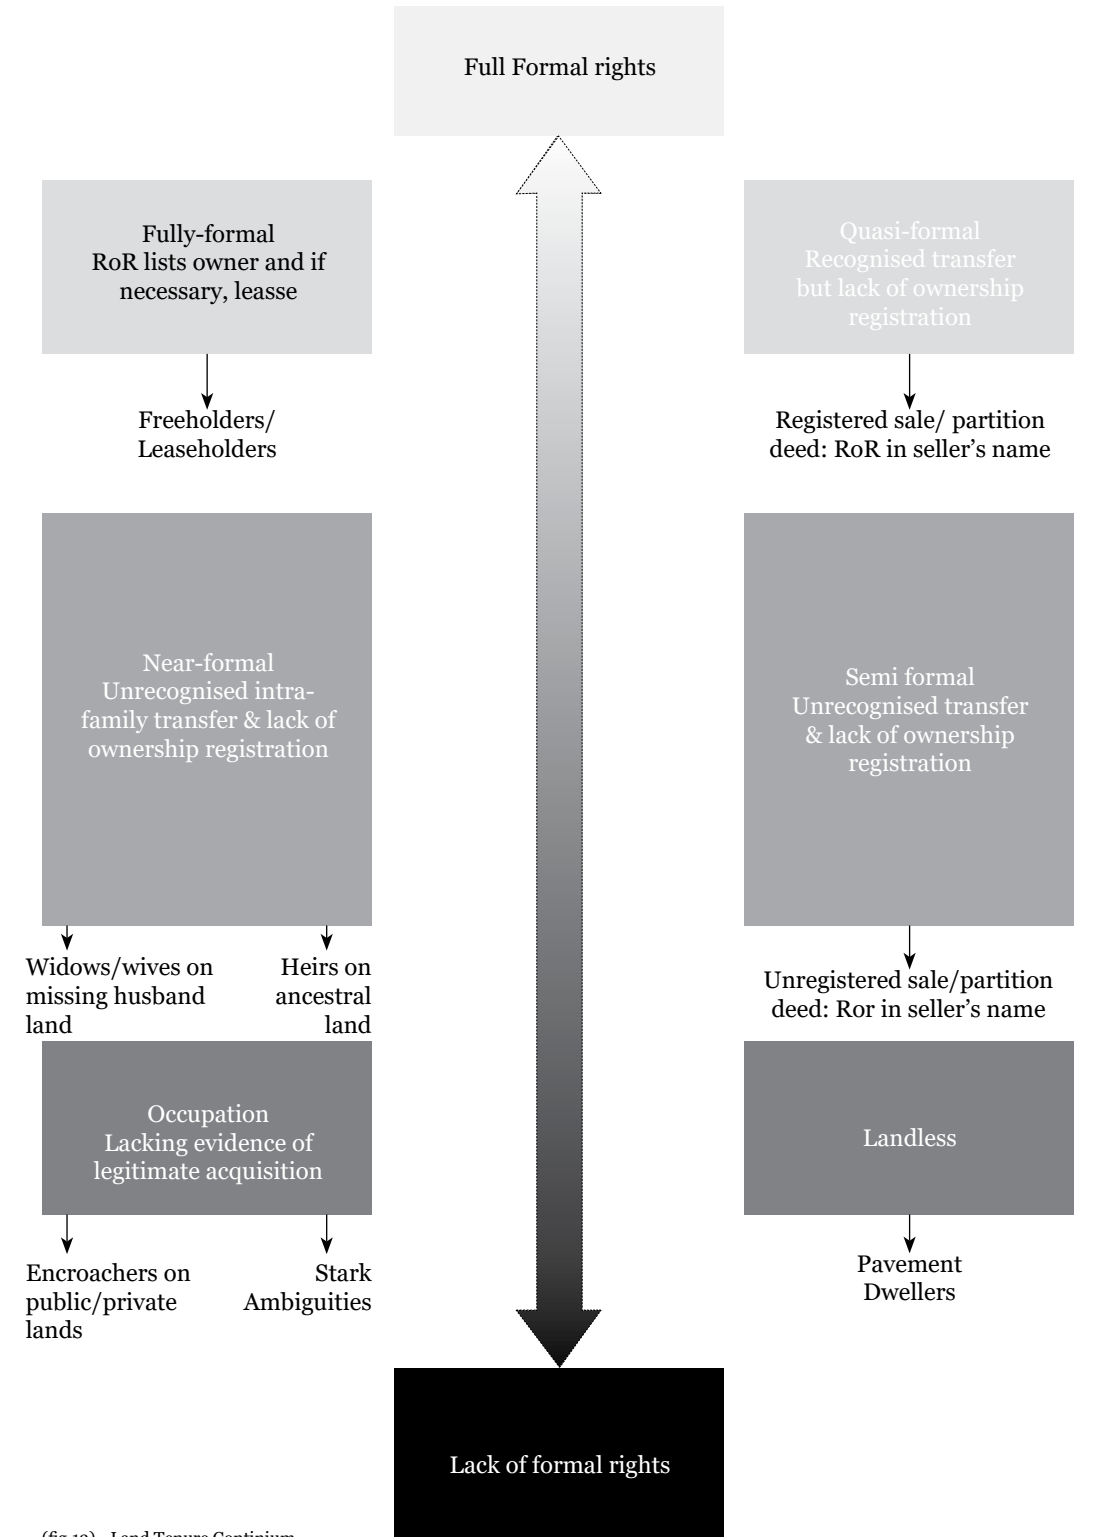 Full Formal rights
Fully-formal
RoR lists owner and if
necessary, leasse
Quasi-formal
Recognised transfer
but lack of ownership
registration
Freeholders/
Leaseholders
Registered sale/ partition
deed: RoR in seller’s name
Near-formal
Unrecognised intra-
family transfer & lack of
ownership registration
Semi formal
Unrecognised transfer
& lack of ownership
registration
Widows/wives on
missing husband
land
Heirs on
ancestral
land
Unregistered sale/partition
deed: Ror in seller’s name
Occupation
Lacking evidence of
legitimate acquisition
Landless
Encroachers on
public/private
lands
Stark
Ambiguities
Pavement
Dwellers
Lack of formal rights
Land Tenure Continium